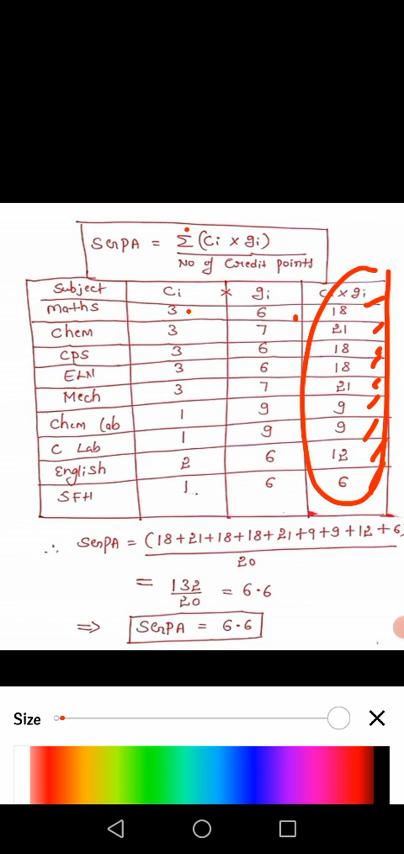 SGPA = Σ (Ci × gi)
No of Credit points
Subject Ci × gi Ci × gi
Maths 3 6 18
Chem 3 7 21
CPS 3 6 18
ELN 3 6 18
Mech 3 7 21
Chem Lab 1 9 9
C Lab 1 9 9
English 2 6 12
SFH 1 6 6
∴ SGPA = (18+21+18+18+21+9+9+12+6)
20
= 132
20 = 6.6
⇒ SGPA = 6.6
Size